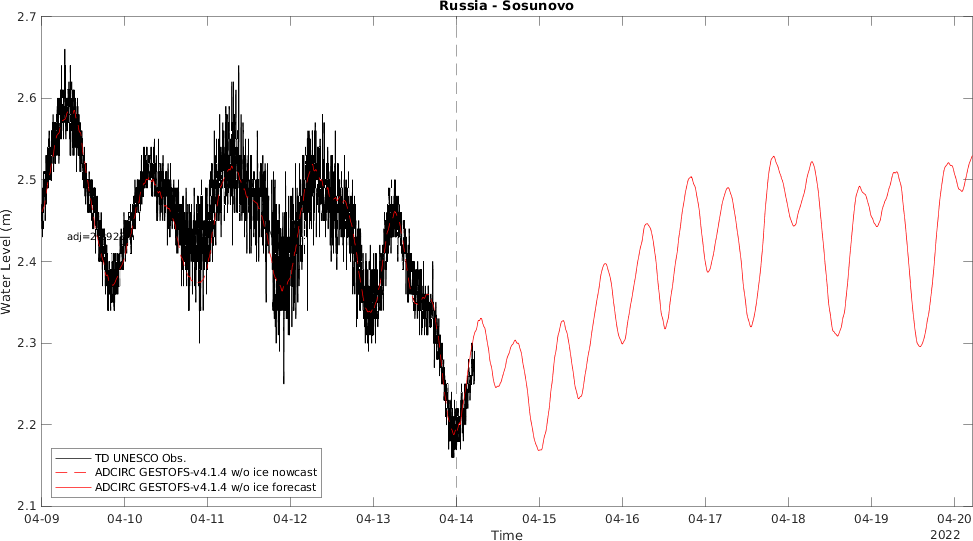 Russia - Sosunovo
2.7
2.6
2.5
2.4
2.3
2.2
2.1
Water Level (m)
TD UNESCO Obs.
ADCIRC GESTOFS-v4.1.4 w/o ice nowcast
ADCIRC GESTOFS-v4.1.4 w/o ice forecast
04-09 04-10 04-11 04-12 04-13 04-14 04-15 04-16 04-17 04-18 04-19 04-20
Time
2022